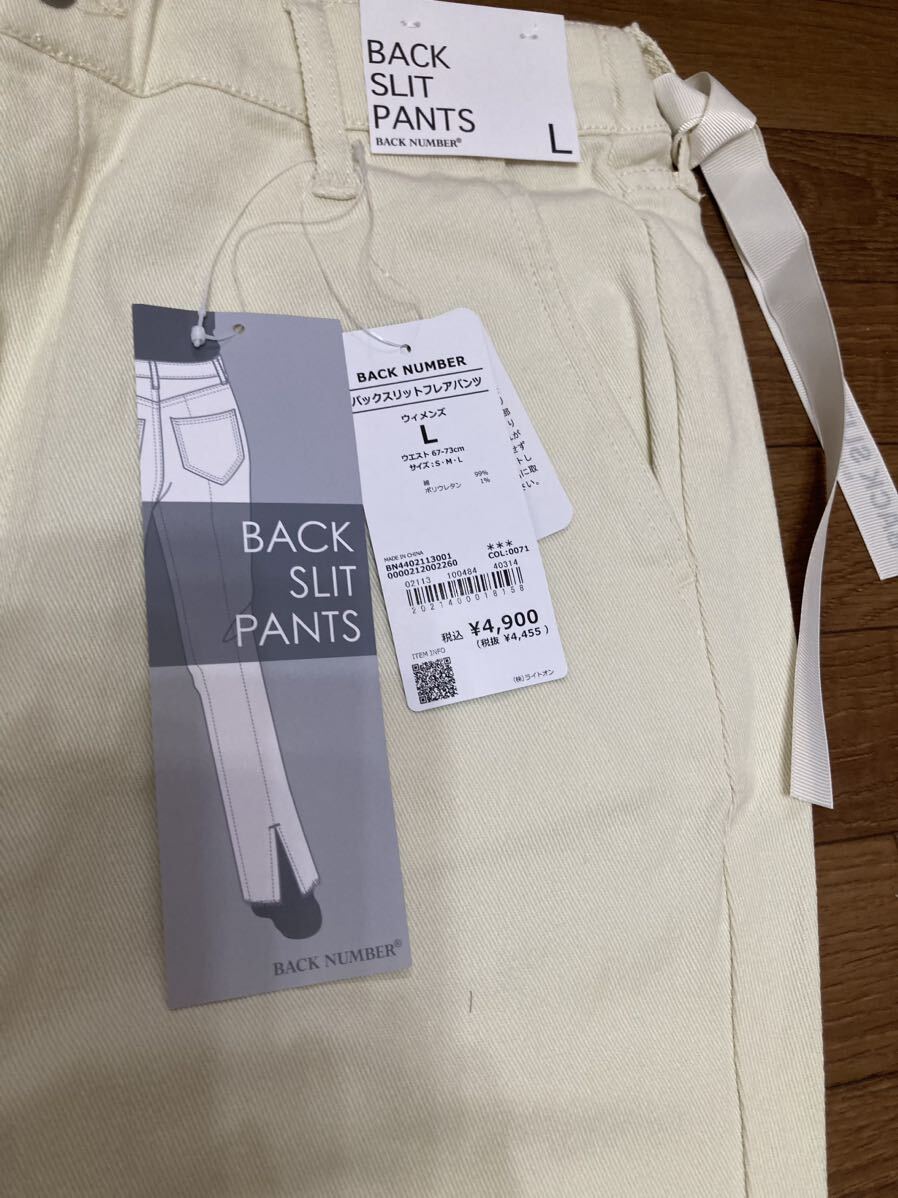 BACK
SLIT
PANTS
BACK NUMBER®
L
BACK
SLIT
PANTS
BACK NUMBER®
BACK NUMBER
バックスリットフレアパンツ
ウィメンズ
L
ウエスト 67-73cm
サイズ:S・M・L
綿 99%
ポリウレタン 1%
MADE IN CHINA
BN4402113001 ***
0000212002260 COL:0071
02113 100484 40314
2021400018158
税込 ¥4,900
(税抜 ¥4,455)
ITEM INFO
(株)ライトオン